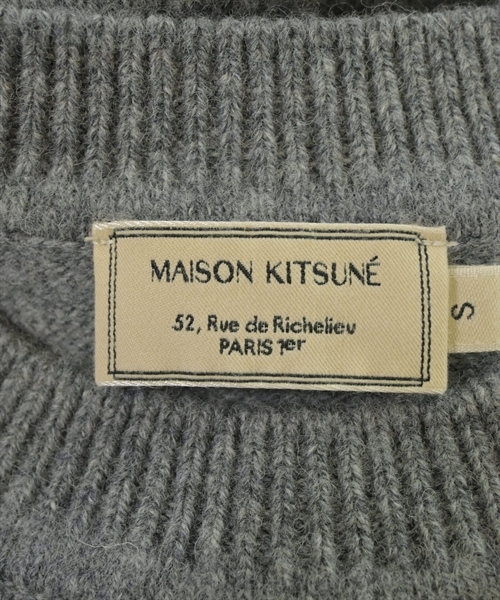 MAISON KITSUNÉ
52, Rue de Richelieu
PARIS 1er
S